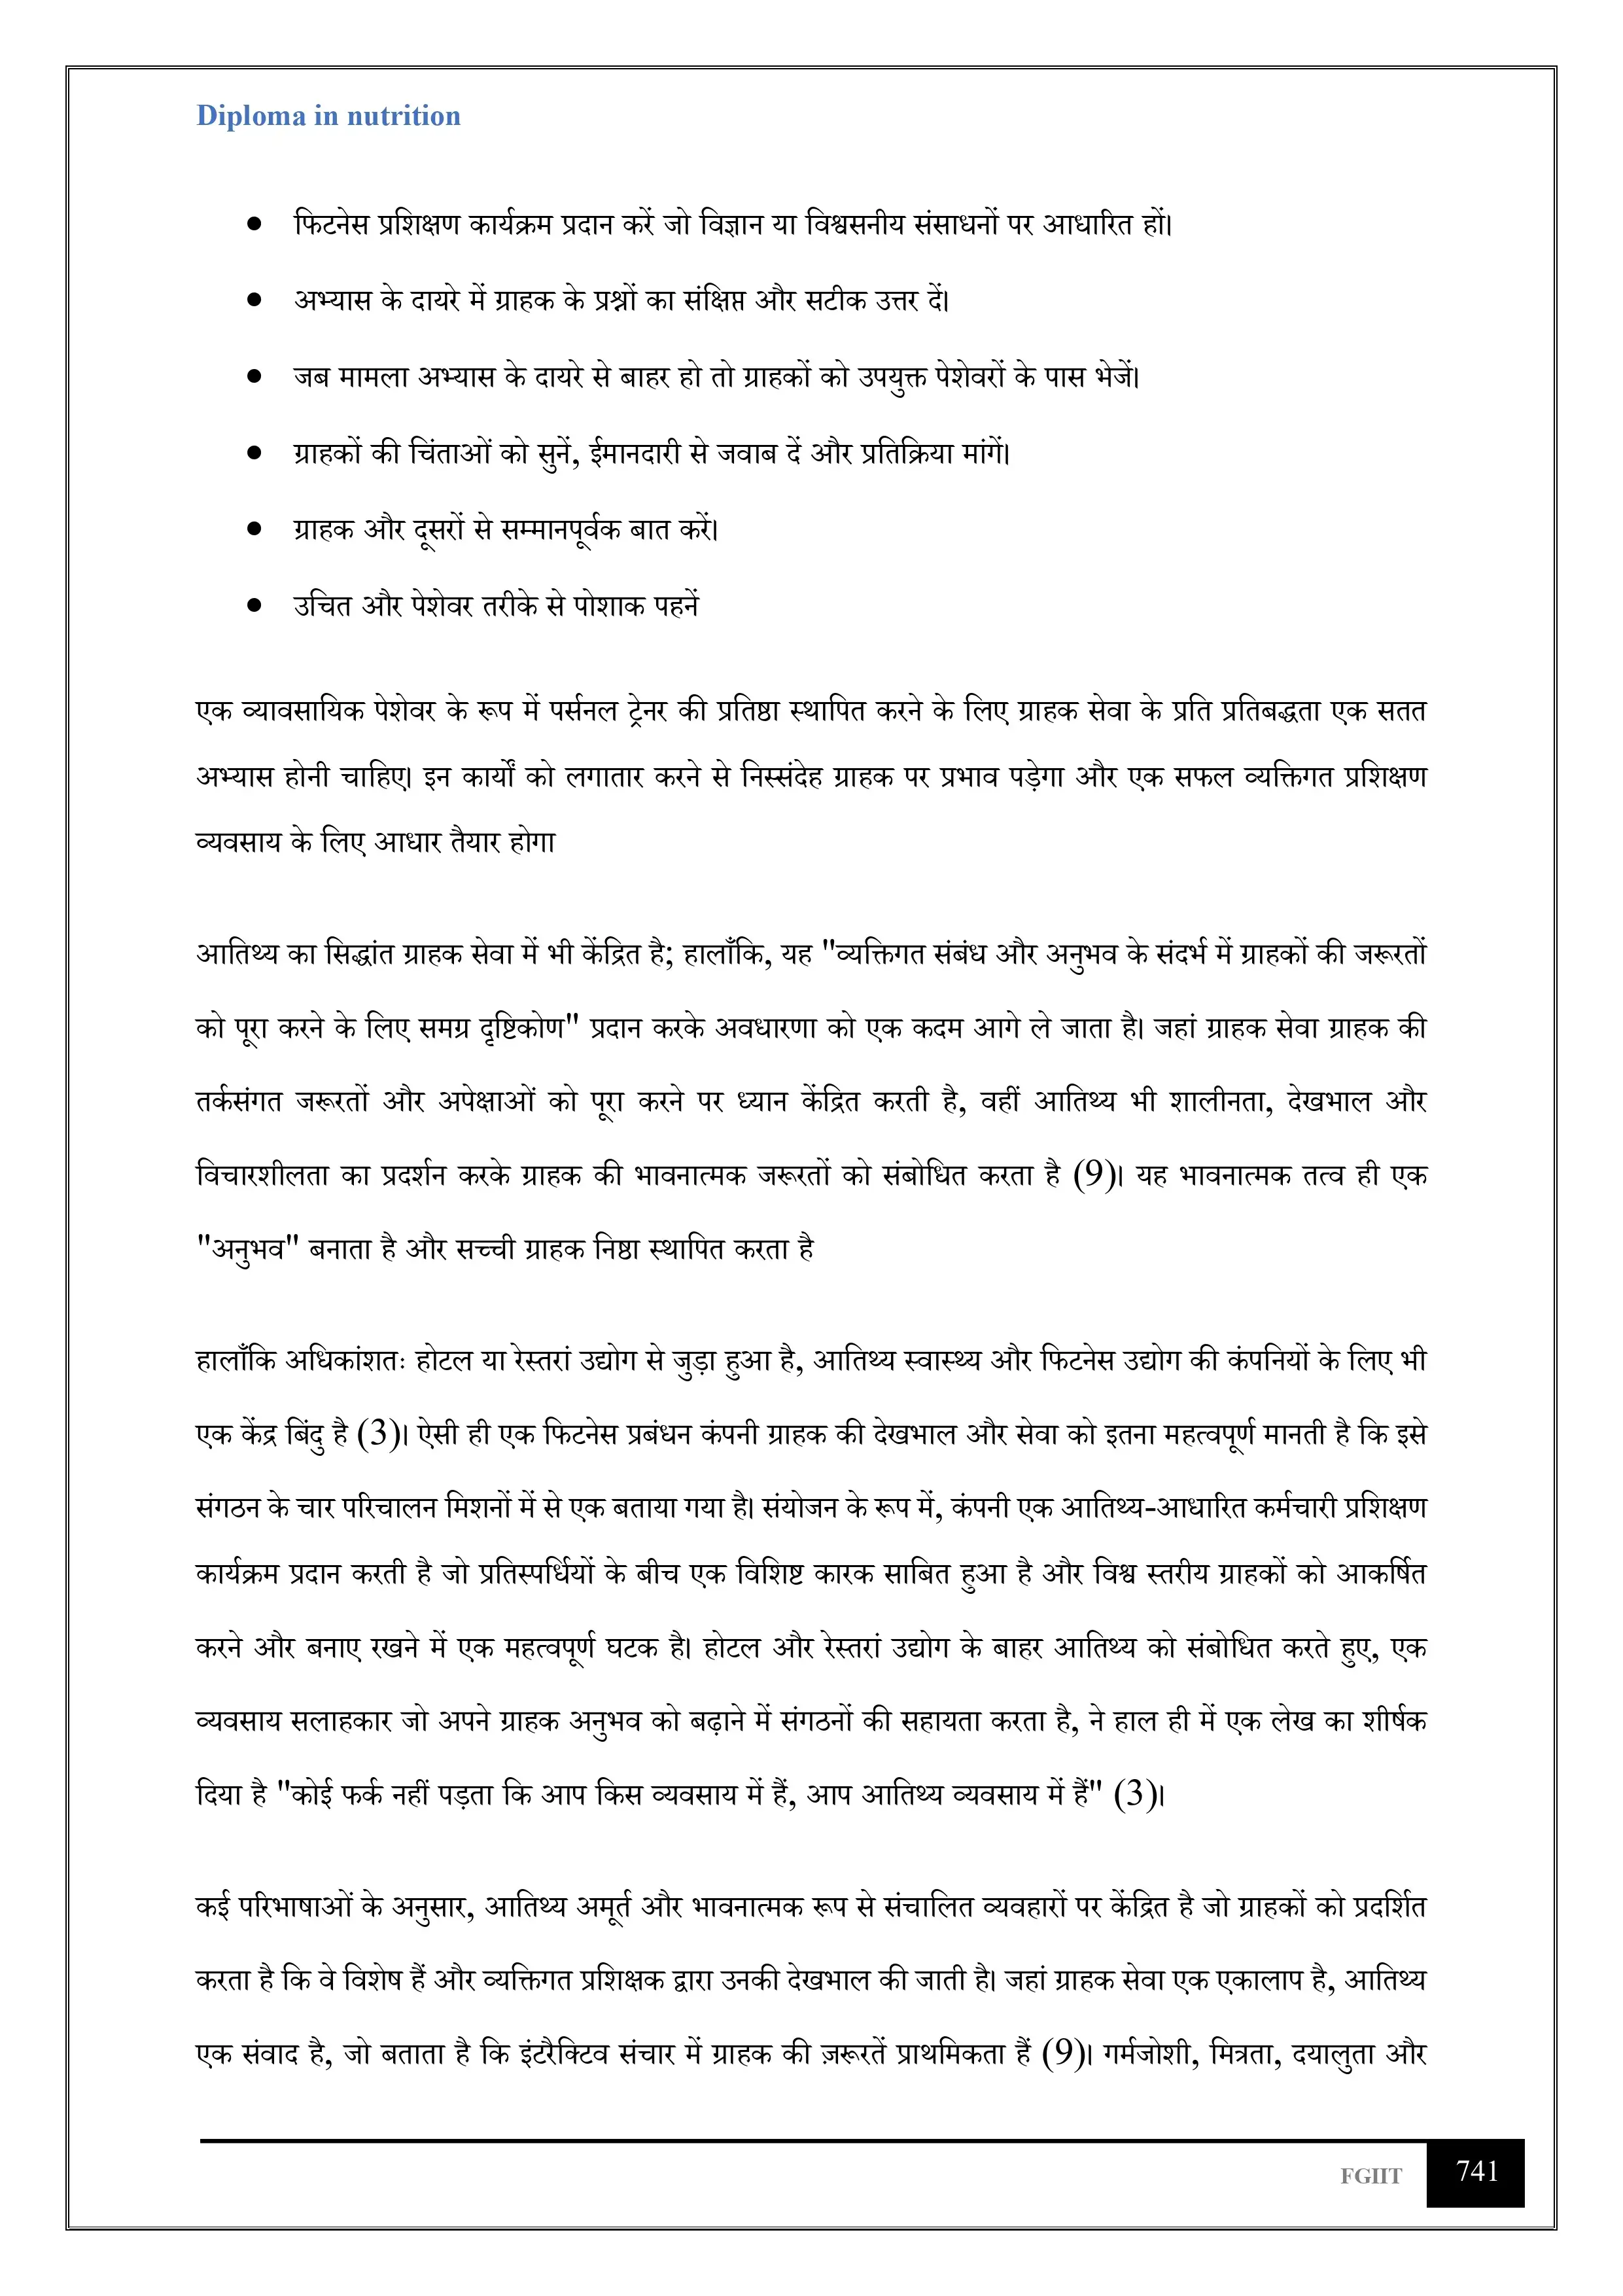 Diploma in nutrition
• फिटनेस प्रशिक्षण कार्यक्रम प्रदान करें जो विज्ञान या विश्वसनीय संसाधनों पर आधारित हों।
• अभ्यास के दायरे में ग्राहक के प्रश्नों का संक्षिप्त और सटीक उत्तर दें।
• जब मामला अभ्यास के दायरे से बाहर हो तो ग्राहकों को उपयुक्त पेशेवरों के पास भेजें।
• ग्राहकों की चिंताओं को सुनें, ईमानदारी से जवाब दें और प्रतिक्रिया मांगें।
• ग्राहक और दूसरों से सम्मानपूर्वक बात करें।
• उचित और पेशेवर तरीके से पोशाक पहनें
एक व्यावसायिक पेशेवर के रूप में पर्सनल ट्रेनर की प्रतिष्ठा स्थापित करने के लिए ग्राहक सेवा के प्रति प्रतिबद्धता एक सतत
अभ्यास होनी चाहिए। इन कार्यों को लगातार करने से निस्संदेह ग्राहक पर प्रभाव पड़ेगा और एक सफल व्यक्तिगत प्रशिक्षण
व्यवसाय के लिए आधार तैयार होगा
आतिथ्य का सिद्धांत ग्राहक सेवा में भी केंद्रित है; हालाँकि, यह "व्यक्तिगत संबंध और अनुभव के संदर्भ में ग्राहकों की जरूरतों
को पूरा करने के लिए समग्र दृष्टिकोण" प्रदान करके अवधारणा को एक कदम आगे ले जाता है। जहां ग्राहक सेवा ग्राहक की
तर्कसंगत जरूरतों और अपेक्षाओं को पूरा करने पर ध्यान केंद्रित करती है, वहीं आतिथ्य भी शालीनता, देखभाल और
विचारशीलता का प्रदर्शन करके ग्राहक की भावनात्मक जरूरतों को संबोधित करता है (9)। यह भावनात्मक तत्व ही एक
"अनुभव" बनाता है और सच्ची ग्राहक निष्ठा स्थापित करता है
हालाँकि अधिकांशतः होटल या रेस्तरां उद्योग से जुड़ा हुआ है, आतिथ्य स्वास्थ्य और फिटनेस उद्योग की कंपनियों के लिए भी
एक केंद्र बिंदु है (3)। ऐसी ही एक फिटनेस प्रबंधन कंपनी ग्राहक की देखभाल और सेवा को इतना महत्वपूर्ण मानती है कि इसे
संगठन के चार परिचालन मिशनों में से एक बताया गया है। संयोजन के रूप में, कंपनी एक आतिथ्य-आधारित कर्मचारी प्रशिक्षण
कार्यक्रम प्रदान करती है जो प्रतिस्पर्धियों के बीच एक विशिष्ट कारक साबित हुआ है और विश्व स्तरीय ग्राहकों को आकर्षित
करने और बनाए रखने में एक महत्वपूर्ण घटक है। होटल और रेस्तरां उद्योग के बाहर आतिथ्य को संबोधित करते हुए, एक
व्यवसाय सलाहकार जो अपने ग्राहक अनुभव को बढ़ाने में संगठनों की सहायता करता है, ने हाल ही में एक लेख का शीर्षक
दिया है "कोई फर्क नहीं पड़ता कि आप किस व्यवसाय में हैं, आप आतिथ्य व्यवसाय में हैं" (3)।
कई परिभाषाओं के अनुसार, आतिथ्य अमूर्त और भावनात्मक रूप से संचालित व्यवहारों पर केंद्रित है जो ग्राहकों को प्रदर्शित
करता है कि वे विशेष हैं और व्यक्तिगत प्रशिक्षक द्वारा उनकी देखभाल की जाती है। जहां ग्राहक सेवा एक एकालाप है, आतिथ्य
एक संवाद है, जो बताता है कि इंटरैक्टिव संचार में ग्राहक की ज़रूरतें प्राथमिकता हैं (9)। गर्मजोशी, मित्रता, दयालुता और
FGIIT 741